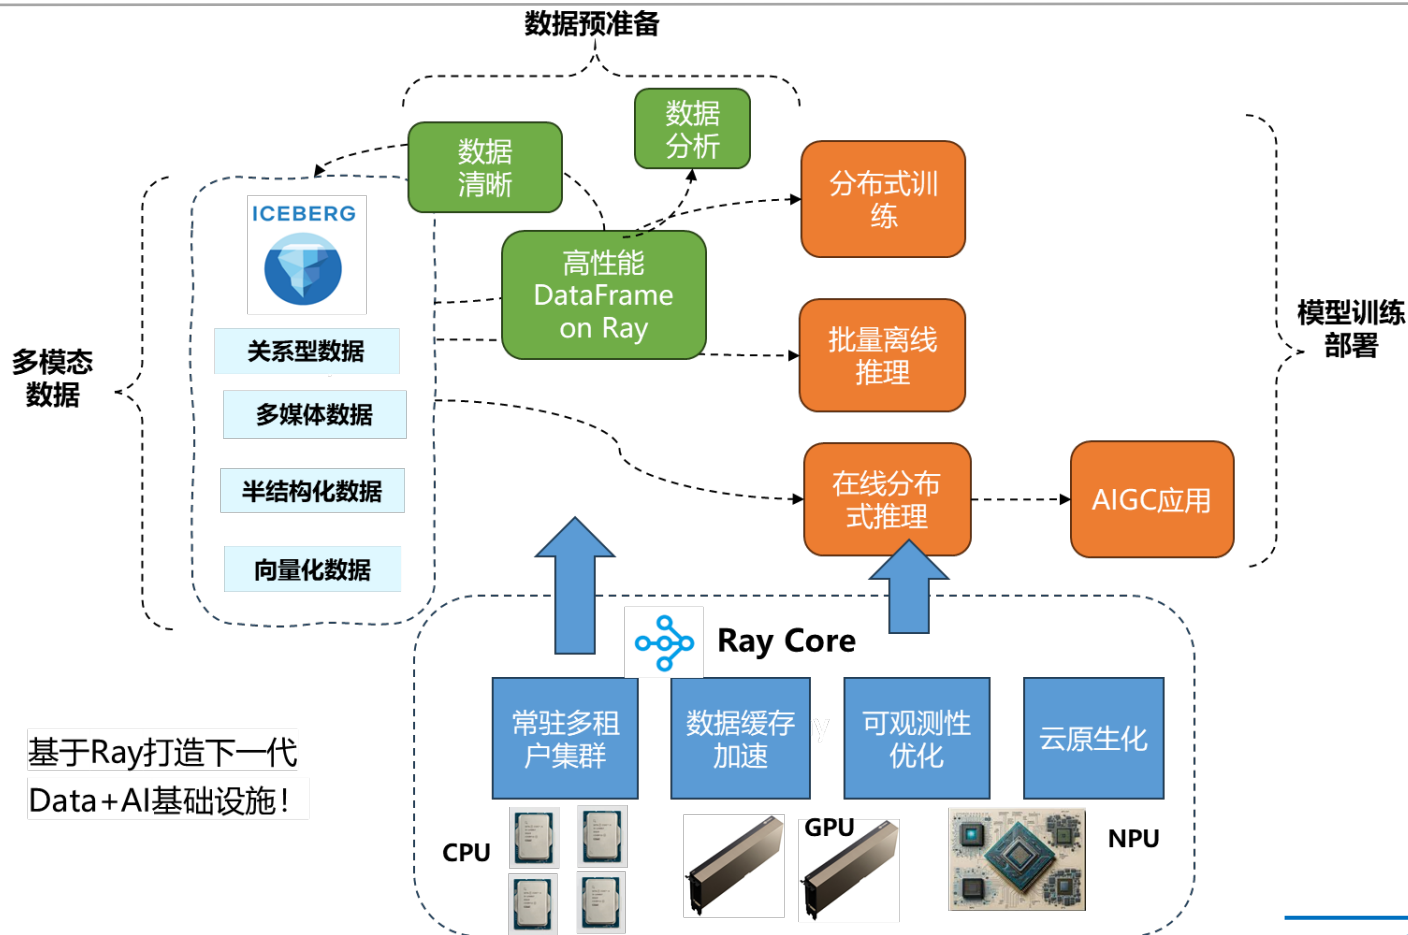 数据预准备
数据
分析
数据
清晰
分布式训
练
ICEBERG
高性能
DataFrame
on Ray
批量离线
推理
模型训练
部署
多模态
数据
关系型数据
多媒体数据
半结构化数据
向量化数据
在线分布
式推理
AIGC应用
Ray Core
常驻多租
户集群
数据缓存
加速
y
可观测性
优化
云原生化
基于Ray打造下一代
Data+AI基础设施！
CPU
GPU
NPU